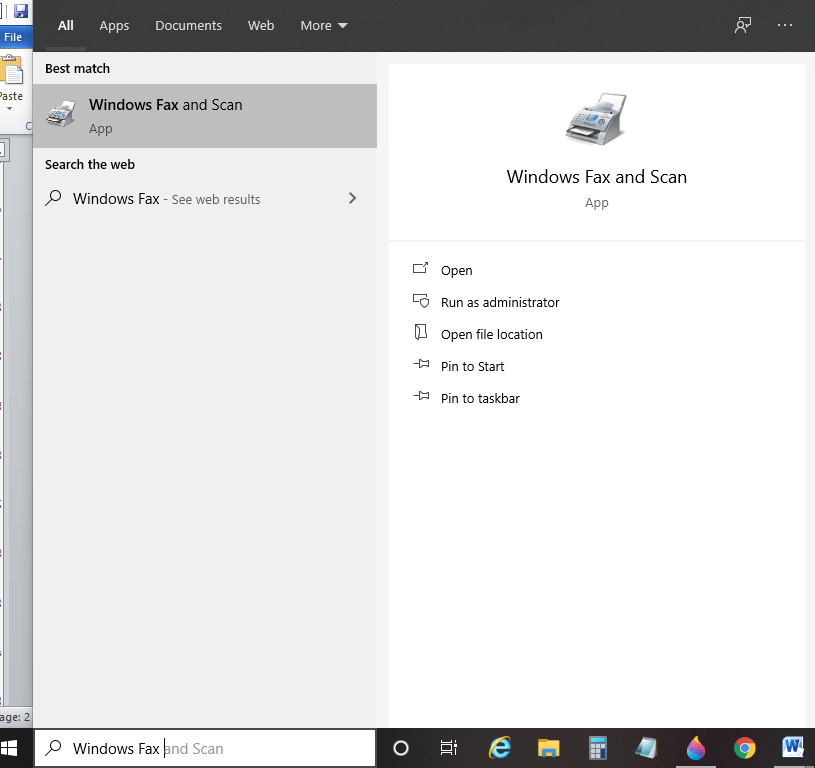 All Apps Documents Web More
File
Best match
Paste
Windows Fax and Scan
App
Search the web
Windows Fax - See web results
Windows Fax and Scan
App
Open
Run as administrator
Open file location
Pin to Start
Pin to taskbar
age: 2
Windows Fax and Scan